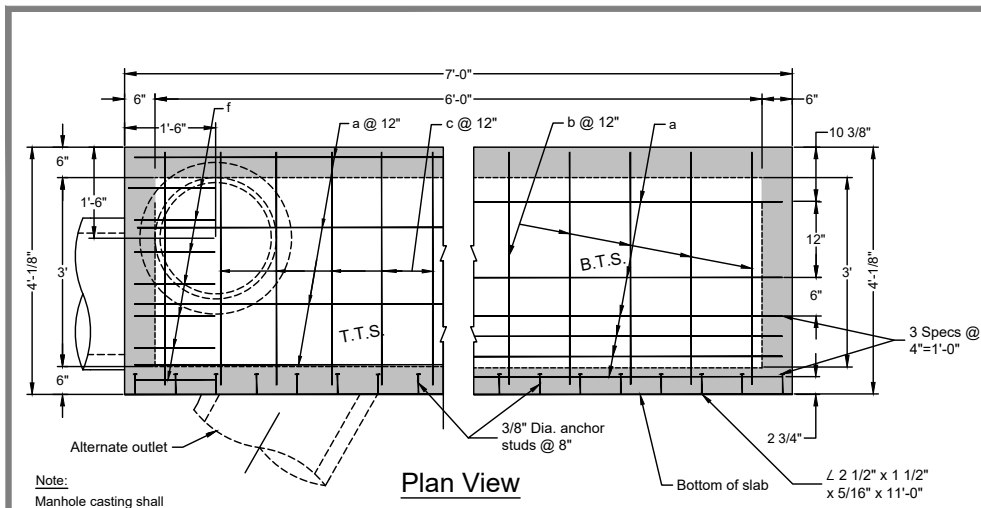 7'-0"
6" 6'-0" 6"
f
1'-6" a @ 12" c @ 12" b @ 12" a
10 3/8"
6"
1'-6"
12"
B.T.S.
4'-1/8" 3' 3' 4'-1/8"
6"
T.T.S.
3 Specs @
4"=1'-0"
6"
Alternate outlet
3/8" Dia. anchor
studs @ 8"
2 3/4"
Bottom of slab
∠ 2 1/2" x 1 1/2"
x 5/16" x 11'-0"
Plan View
Note:
Manhole casting shall